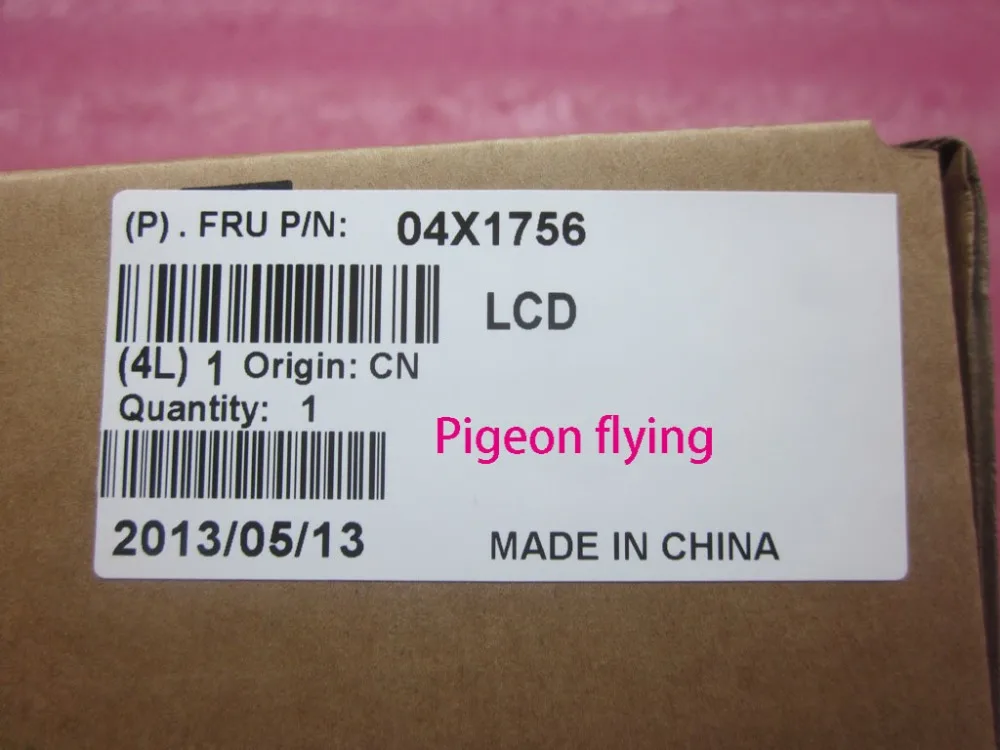 (P) . FRU P/N: 04X1756
LCD
(4L) 1 Origin: CN
Quantity: 1
Pigeon flying
2013/05/13 MADE IN CHINA